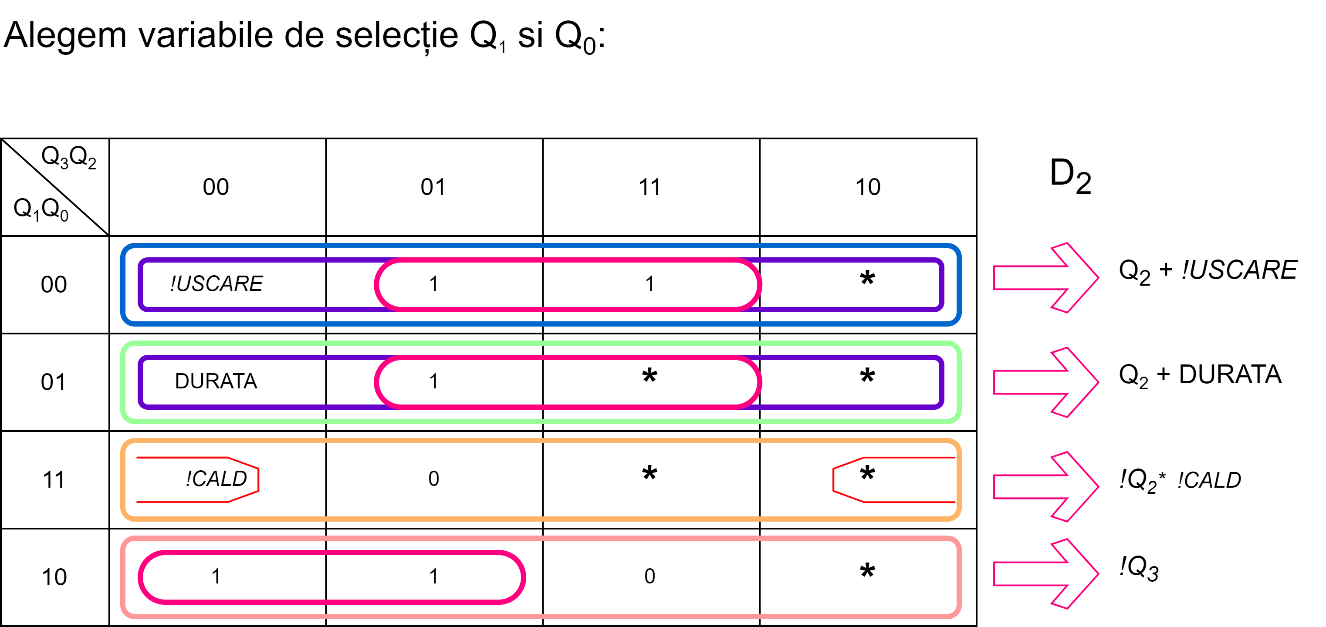 Alegem variabile de selecție Q₁ si Q₀:
Q₃Q₂
Q₁Q₀
00 01 11 10
D₂
00 !USCARE 1 1 * Q₂ + !USCARE
01 DURATA 1 * * Q₂ + DURATA
11 !CALD 0 * * !Q₂* !CALD
10 1 1 0 * !Q₃